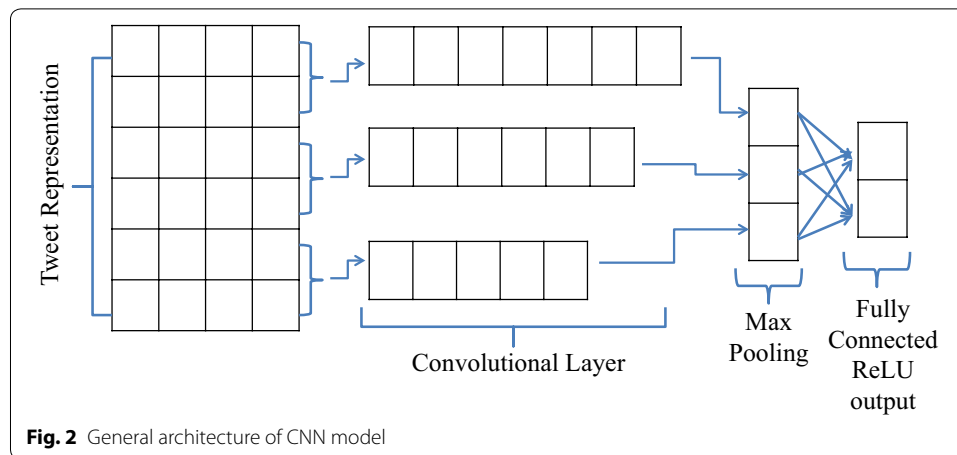 Tweet Representation
Convolutional Layer
Max
Pooling
Fully
Connected
ReLU
output
Fig. 2 General architecture of CNN model